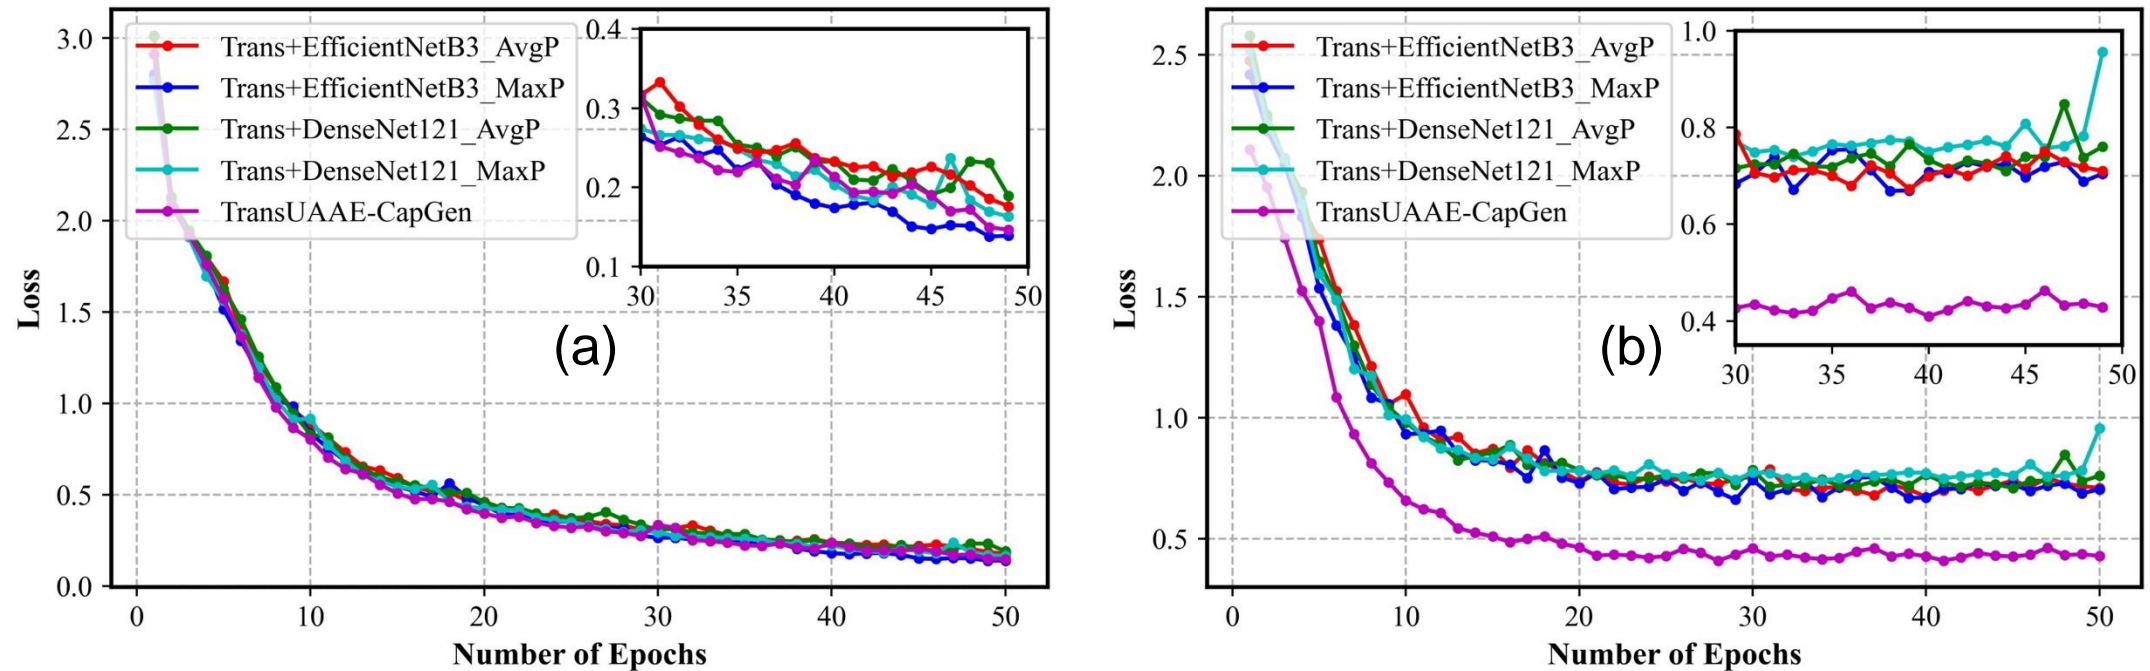 Trans+EfficientNetB3_AvgP
Trans+EfficientNetB3_MaxP
Trans+DenseNet121_AvgP
Trans+DenseNet121_MaxP
TransUAAE-CapGen
3.0
2.5
2.0
1.5
1.0
0.5
0.0
Loss
0 10 20 30 40 50
Number of Epochs
0.4
0.3
0.2
0.1
30 35 40 45 50
(a)
Trans+EfficientNetB3_AvgP
Trans+EfficientNetB3_MaxP
Trans+DenseNet121_AvgP
Trans+DenseNet121_MaxP
TransUAAE-CapGen
2.5
2.0
1.5
1.0
0.5
Loss
0 10 20 30 40 50
Number of Epochs
1.0
0.8
0.6
0.4
30 35 40 45 50
(b)